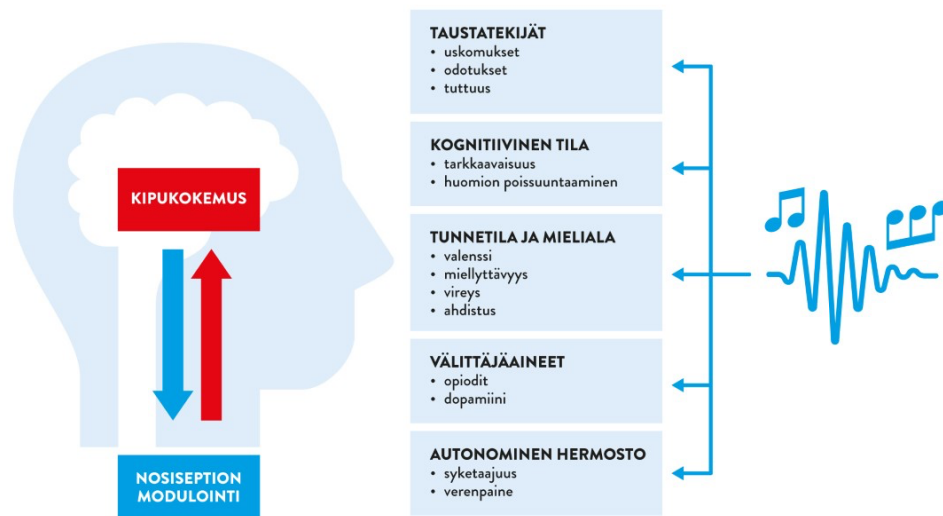 KIPUKOKEMUS
NOSISEPTION
MODULOINTI
TAUSTATEKIJÄT
• uskomukset
• odotukset
• tuttuus
KOGNITIIVINEN TILA
• tarkkaavaisuus
• huomion poissuuntaaminen
TUNNETILA JA MIELIALA
• valenssi
• miellyttävyys
• vireys
• ahdistus
VÄLITTÄJÄAINEET
• opiodit
• dopamiini
AUTONOMINEN HERMOSTO
• syketaajuus
• verenpaine